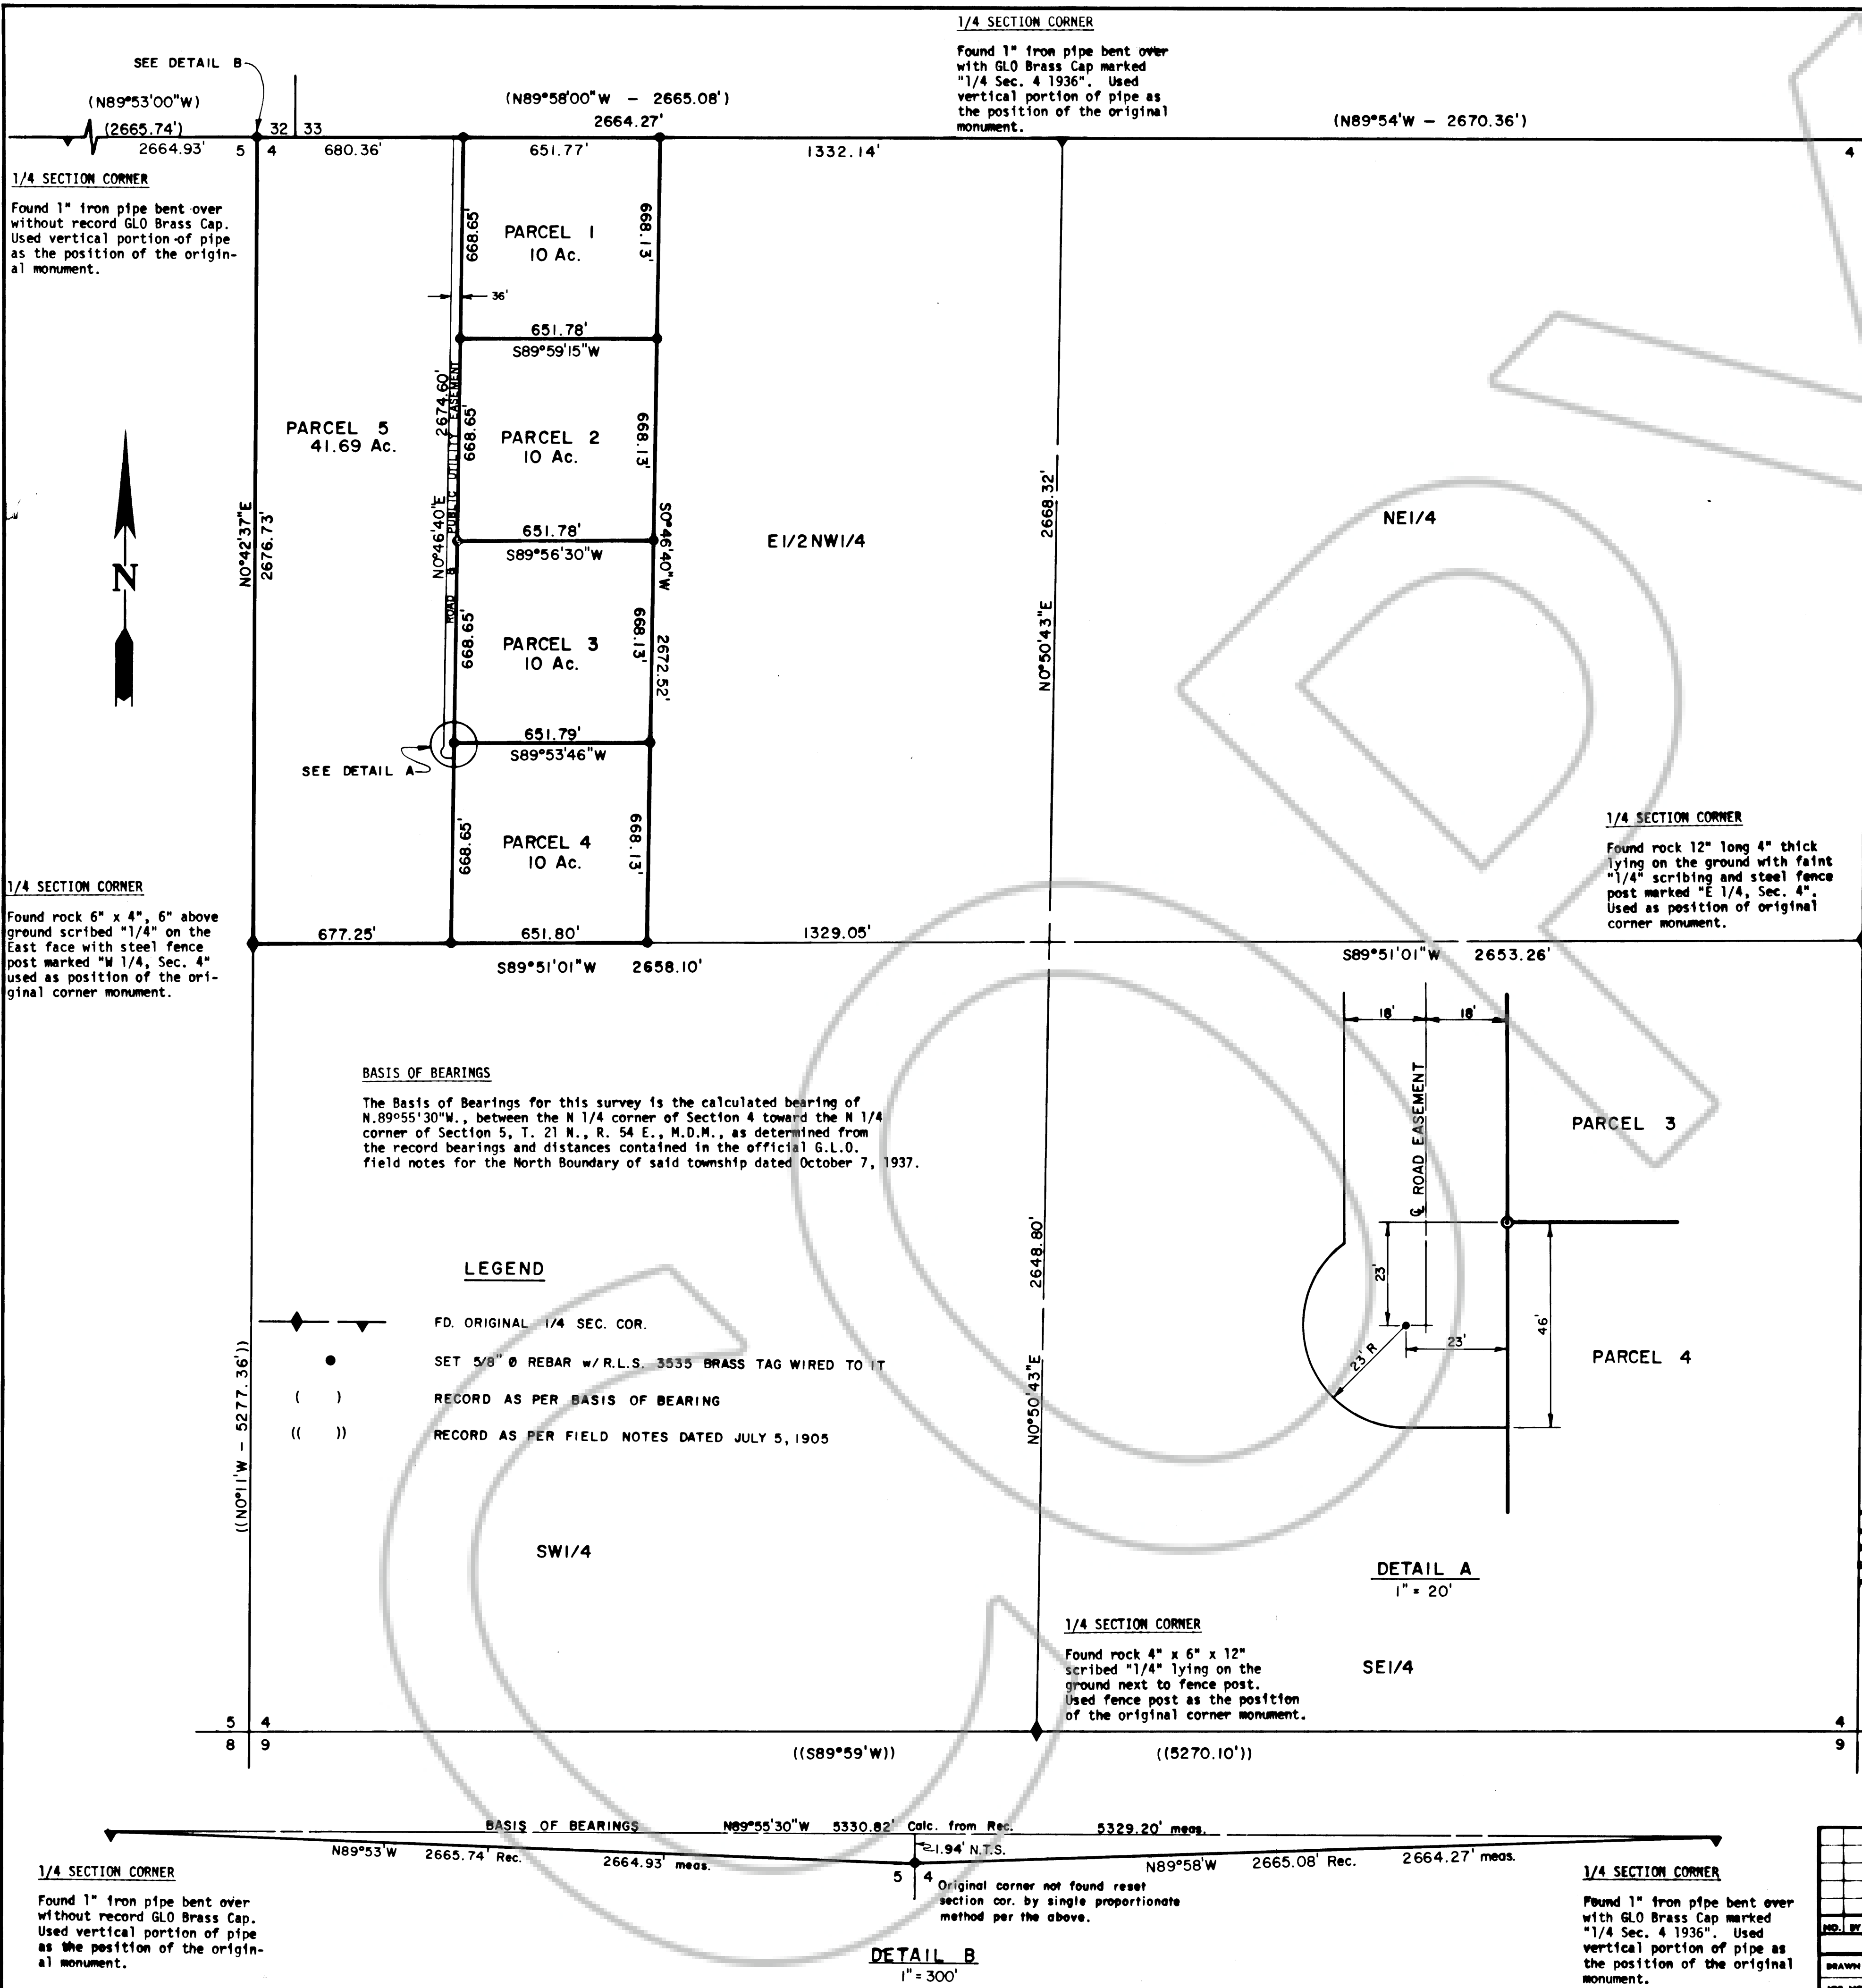 1/4 SECTION CORNER
Found 1" iron pipe bent over
with GLO Brass Cap marked
"1/4 Sec. 4 1936". Used
vertical portion of pipe as
the position of the original
monument.
SEE DETAIL B
(N89°53'00"W)
(N89°58'00"W - 2665.08')
2664.27'
(N89°54'W - 2670.36')
(2665.74')
32 33
2664.93'
5 4
680.36'
651.77'
1332.14'
4
1/4 SECTION CORNER
Found 1" iron pipe bent over
without record GLO Brass Cap.
Used vertical portion of pipe
as the position of the origin-
al monument.
668.65'
PARCEL 1
10 Ac.
668.13'
36'
651.78'
S89°59'15"W
PARCEL 5
41.69 Ac.
2674.60'
N0°46'40"E
ROAD & PUBLIC UTILITY EASEMENT
668.65'
PARCEL 2
10 Ac.
668.13'
N
N0°42'37"E
2676.73'
651.78'
S89°56'30"W
S0°46'40"W
2672.52'
E1/2NW1/4
2668.32'
N0°50'43"E
NE1/4
668.65'
PARCEL 3
10 Ac.
668.13'
651.79'
S89°53'46"W
SEE DETAIL A
668.65'
PARCEL 4
10 Ac.
668.13'
1/4 SECTION CORNER
Found rock 12" long 4" thick
lying on the ground with faint
"1/4" scribing and steel fence
post marked "E 1/4, Sec. 4".
Used as position of original
corner monument.
1/4 SECTION CORNER
Found rock 6" x 4", 6" above
ground scribed "1/4" on the
East face with steel fence
post marked "W 1/4, Sec. 4"
used as position of the ori-
ginal corner monument.
677.25'
651.80'
1329.05'
S89°51'01"W 2658.10'
S89°51'01"W 2653.26'
18' 18'
℄ ROAD EASEMENT
PARCEL 3
23'
23'
23' R
46'
PARCEL 4
DETAIL A
1" = 20'
BASIS OF BEARINGS
The Basis of Bearings for this survey is the calculated bearing of
N.89°55'30"W., between the N 1/4 corner of Section 4 toward the N 1/4
corner of Section 5, T. 21 N., R. 54 E., M.D.M., as determined from
the record bearings and distances contained in the official G.L.O.
field notes for the North Boundary of said township dated October 7, 1937.
2648.80'
N0°50'43"E
LEGEND
FD. ORIGINAL 1/4 SEC. COR.
SET 5/8" Ø REBAR w/ R.L.S. 3535 BRASS TAG WIRED TO IT
( ) RECORD AS PER BASIS OF BEARING
(( )) RECORD AS PER FIELD NOTES DATED JULY 5, 1905
((N0°11'W - 5277.36'))
SW1/4
1/4 SECTION CORNER
Found rock 4" x 6" x 12"
scribed "1/4" lying on the
ground next to fence post.
Used fence post as the position
of the original corner monument.
SE1/4
5 4
8 9
((S89°59'W))
((5270.10'))
4
9
BASIS OF BEARINGS N89°55'30"W 5330.82' Calc. from Rec. 5329.20' meas.
1.94' N.T.S.
N89°53'W 2665.74' Rec. 2664.93' meas.
N89°58'W 2665.08' Rec. 2664.27' meas.
5 4
Original corner not found reset
section cor. by single proportionate
method per the above.
1/4 SECTION CORNER
Found 1" iron pipe bent over
without record GLO Brass Cap.
Used vertical portion of pipe
as the position of the origin-
al monument.
DETAIL B
1" = 300'
1/4 SECTION CORNER
Found 1" iron pipe bent over
with GLO Brass Cap marked
"1/4 Sec. 4 1936". Used
vertical portion of pipe as
the position of the original
monument.
NO. BY
DRAWN
COPY